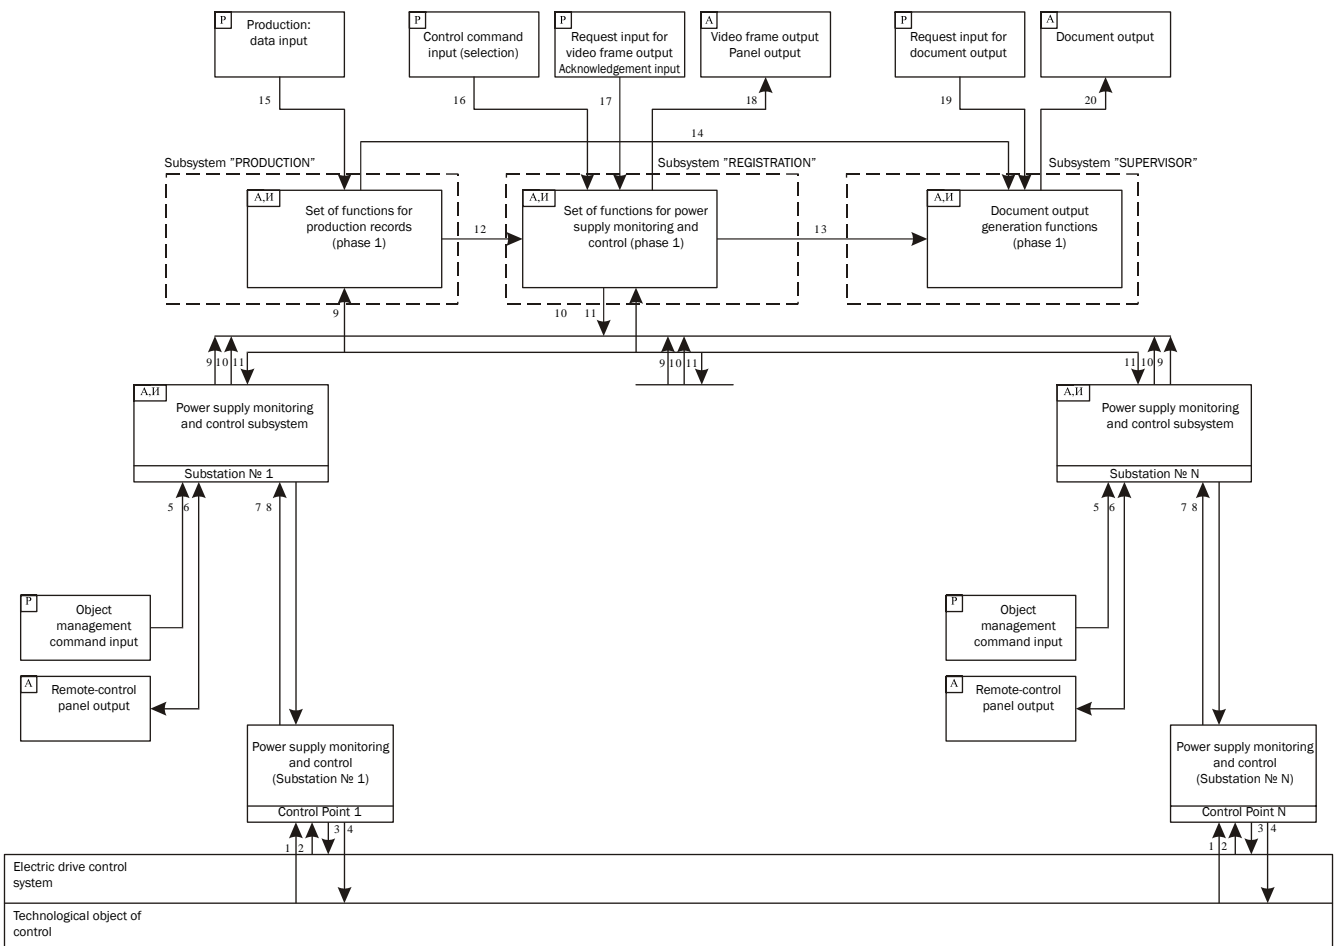 P
Production:
data input
P
Control command
input (selection)
P
Request input for
video frame output
Acknowledgement input
A
Video frame output
Panel output
P
Request input for
document output
A
Document output
15
16
17
18
19
20
14
Subsystem "PRODUCTION"
Subsystem "REGISTRATION"
Subsystem "SUPERVISOR"
А,И
Set of functions for
production records
(phase 1)
12
А,И
Set of functions for power
supply monitoring and
control (phase 1)
13
А,И
Document output
generation functions
(phase 1)
9
10 11
9 10 11
9 10 11
11 10 9
А,И
Power supply monitoring
and control subsystem
Substation № 1
А,И
Power supply monitoring
and control subsystem
Substation № N
5 6
7 8
5 6
7 8
P
Object
management
command input
A
Remote-control
panel output
P
Object
management
command input
A
Remote-control
panel output
Power supply monitoring
and control
(Substation № 1)
Control Point 1
Power supply monitoring
and control
(Substation № N)
Control Point N
1 2
3 4
1 2
3 4
Electric drive control
system
Technological object of
control